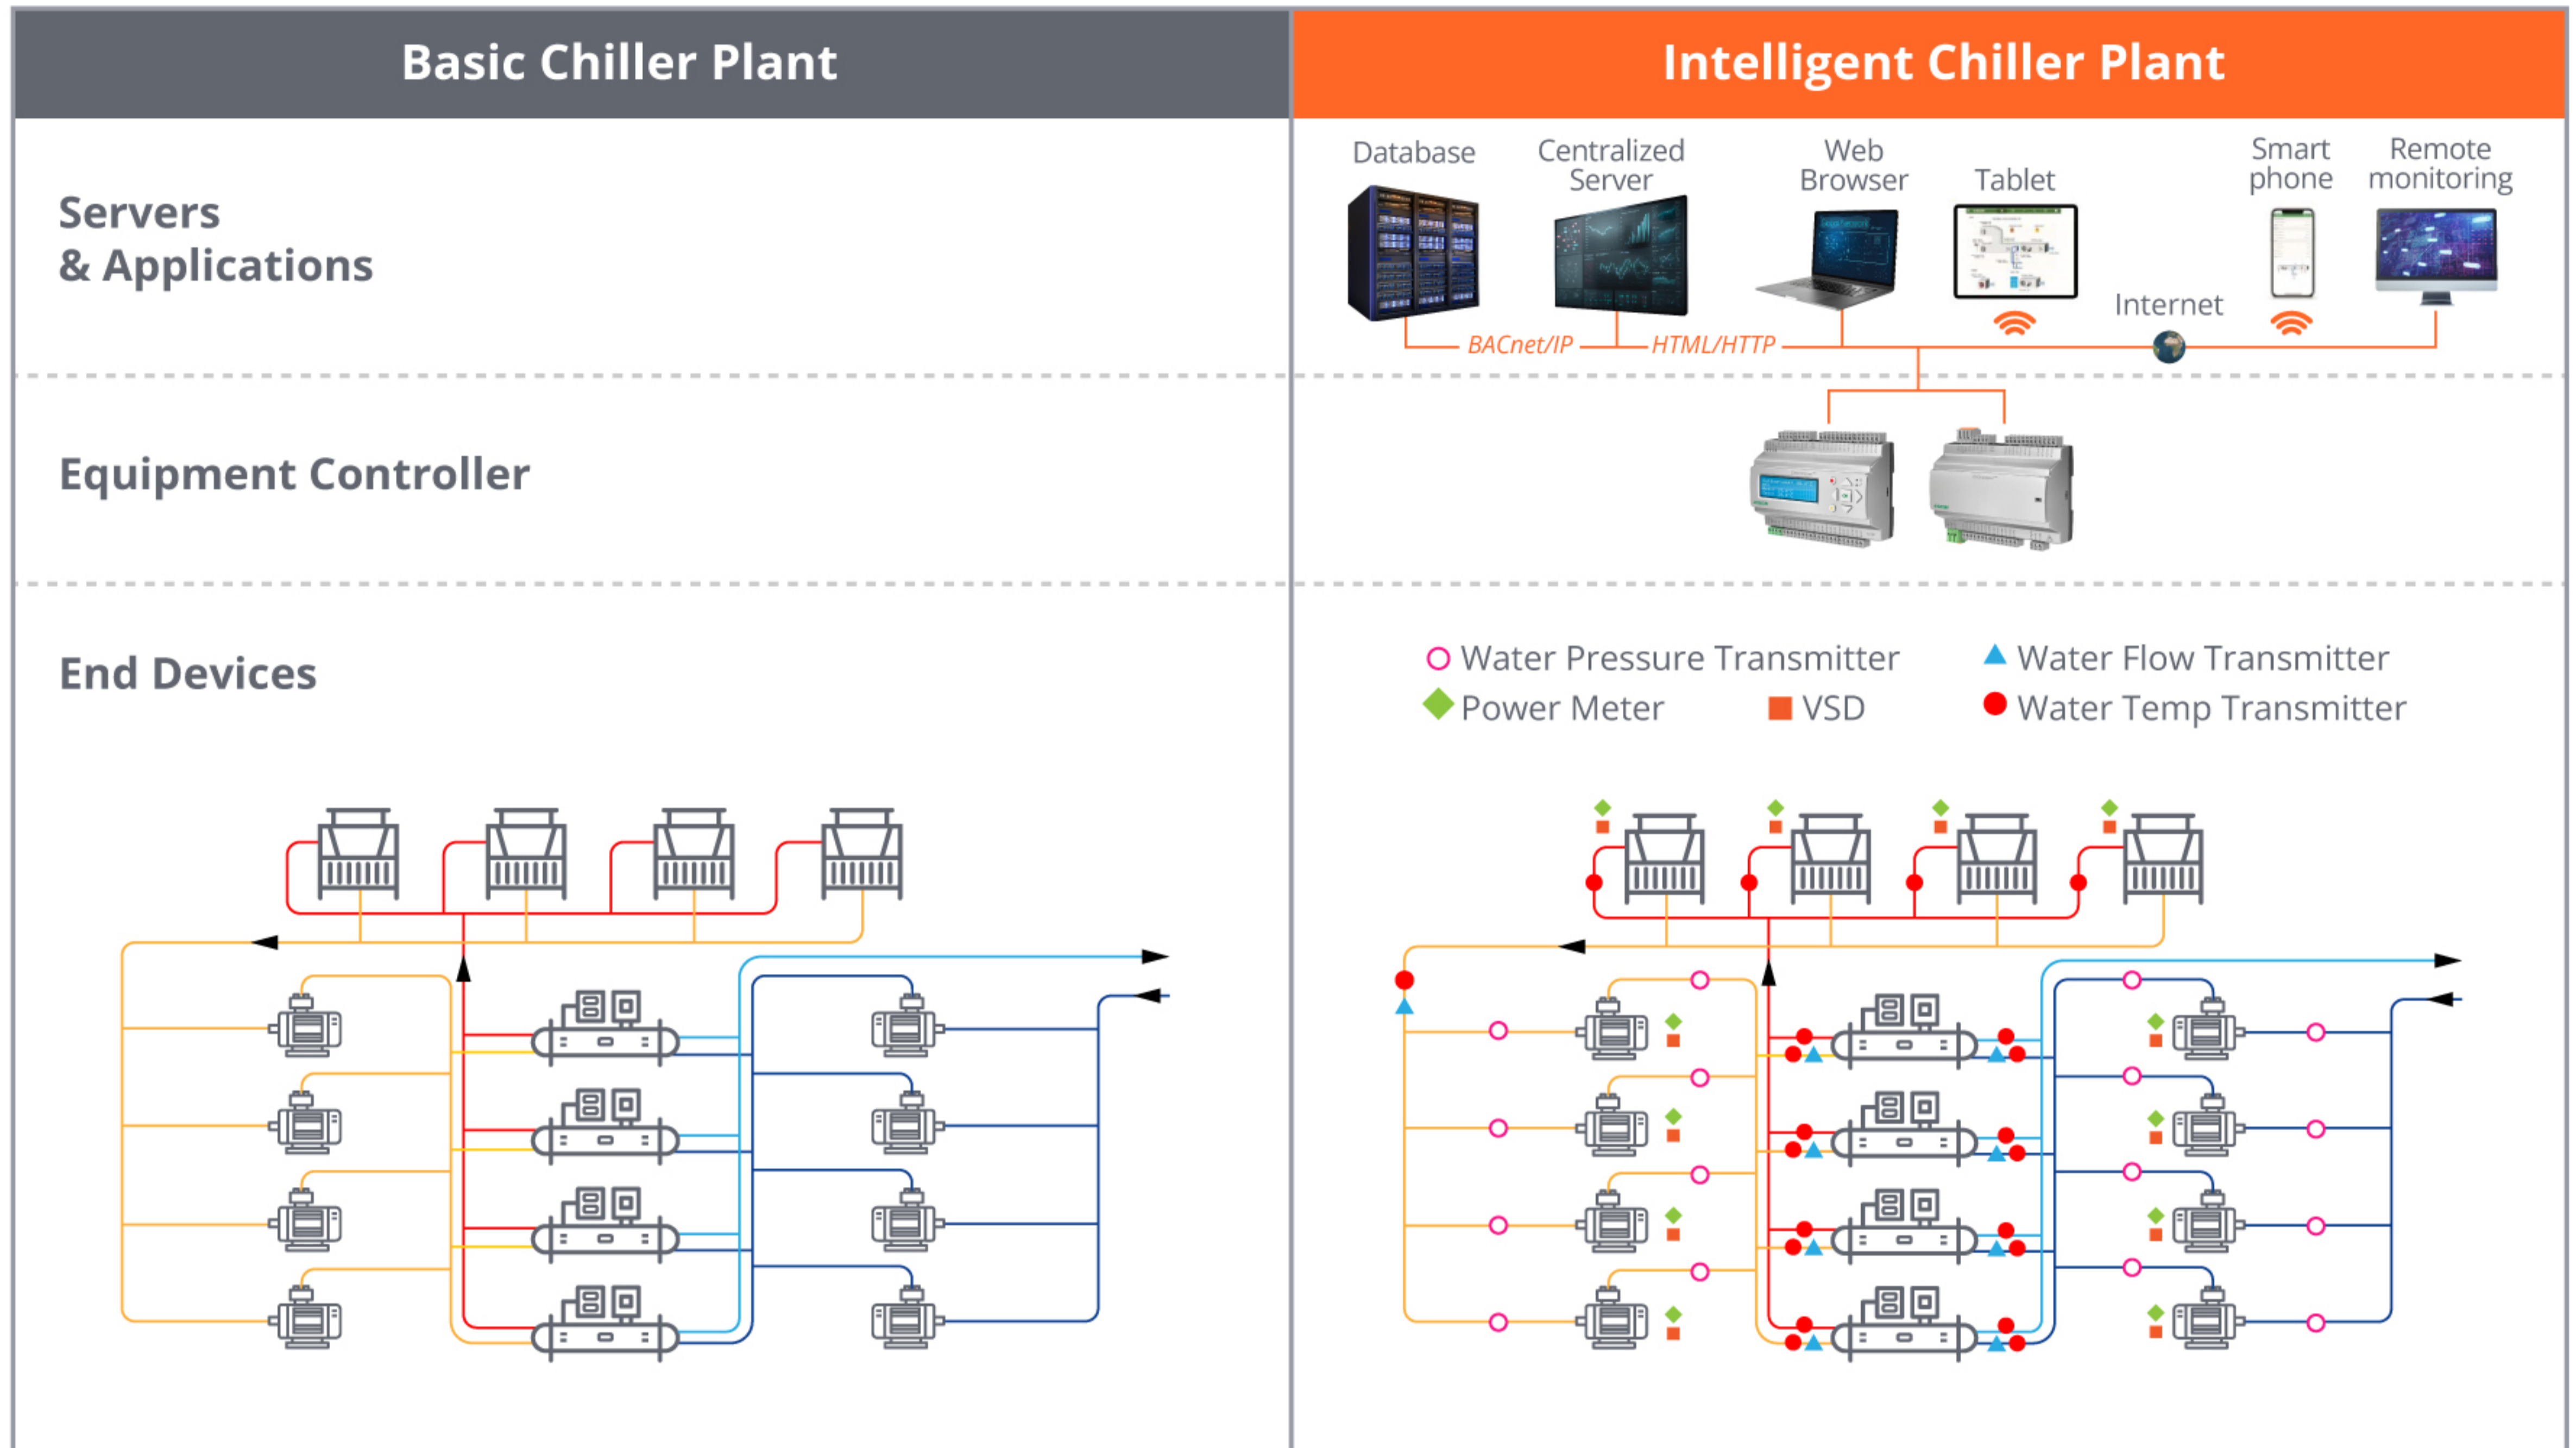 Basic Chiller Plant
Intelligent Chiller Plant
Servers
& Applications
Database
Centralized
Server
Web
Browser
Tablet
Internet
Smart
phone
Remote
monitoring
BACnet/IP
HTML/HTTP
Equipment Controller
End Devices
Water Pressure Transmitter
Water Flow Transmitter
Power Meter
VSD
Water Temp Transmitter